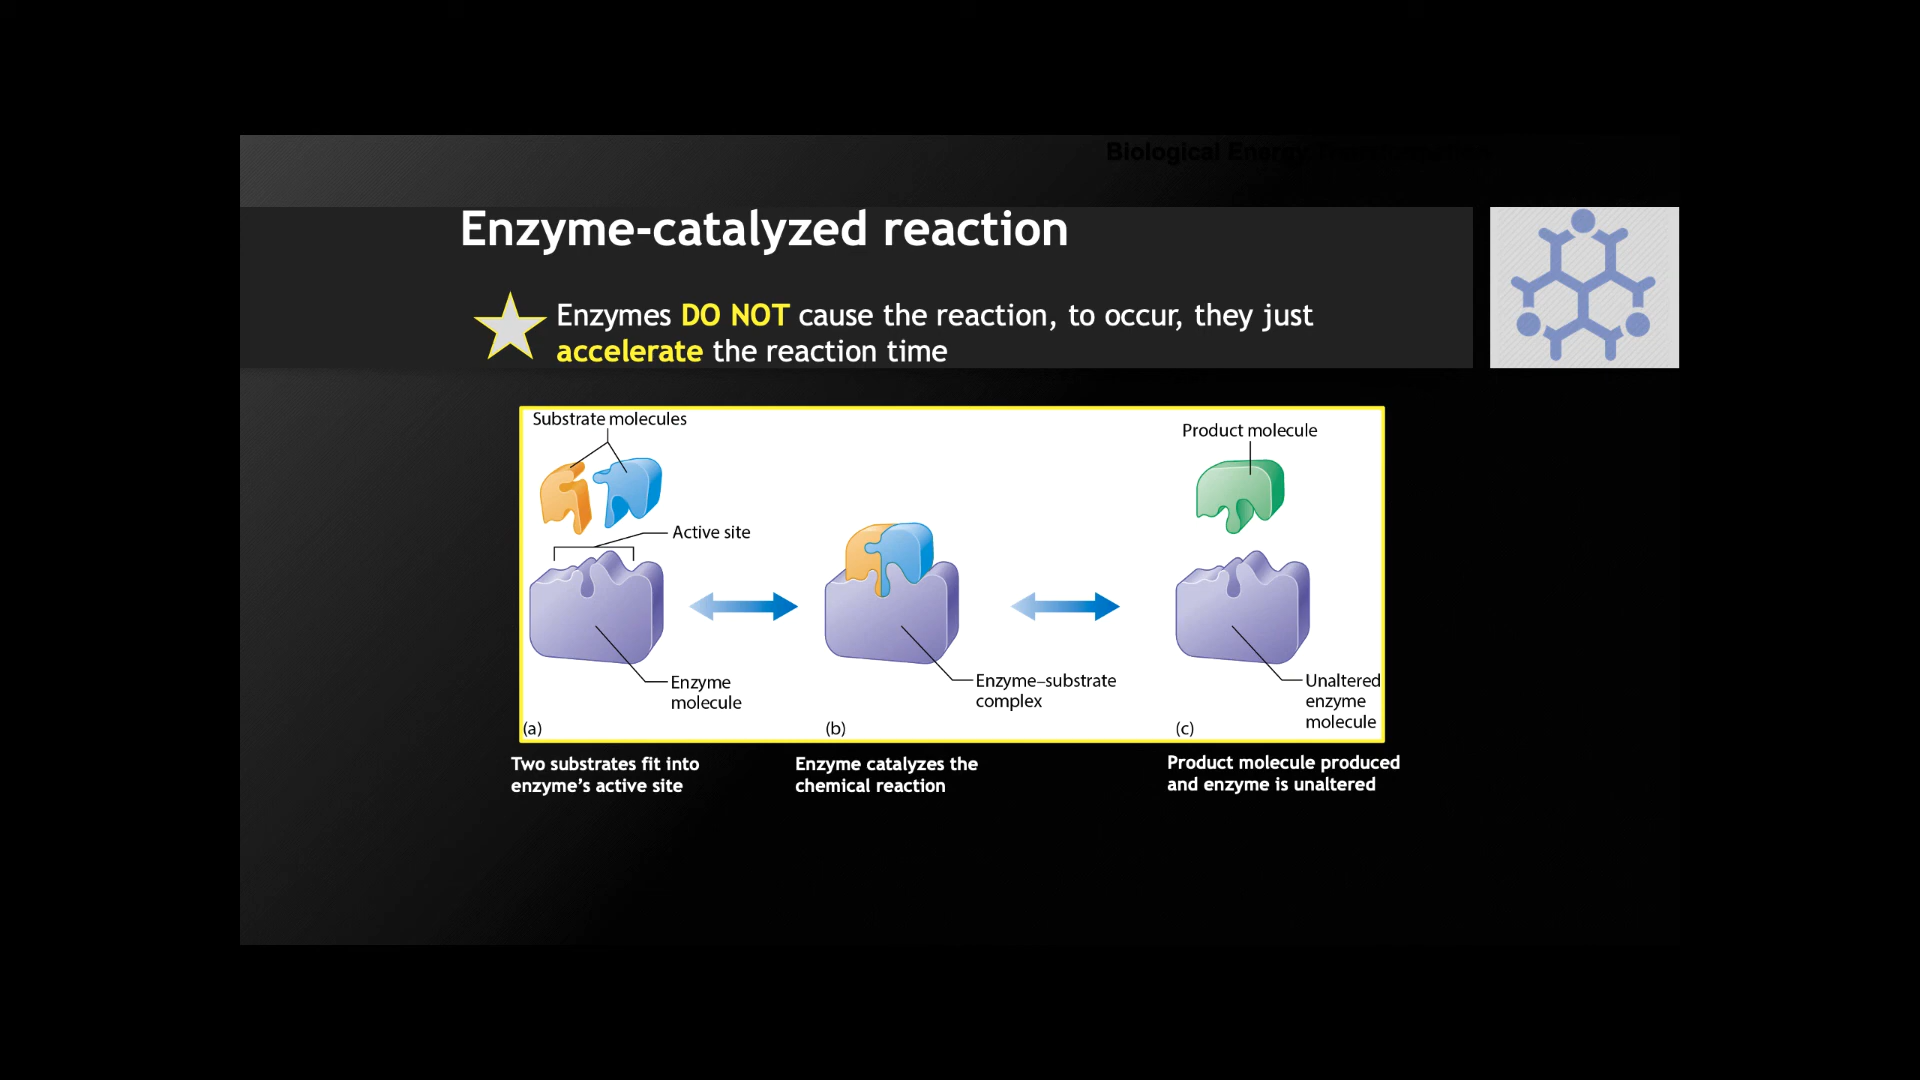 Biological Energy
Enzyme-catalyzed reaction
Enzymes DO NOT cause the reaction, to occur, they just
accelerate the reaction time
Substrate molecules
Active site
Enzyme
molecule
(a)
Enzyme–substrate
complex
(b)
Product molecule
Unaltered
enzyme
molecule
(c)
Two substrates fit into
enzyme’s active site
Enzyme catalyzes the
chemical reaction
Product molecule produced
and enzyme is unaltered